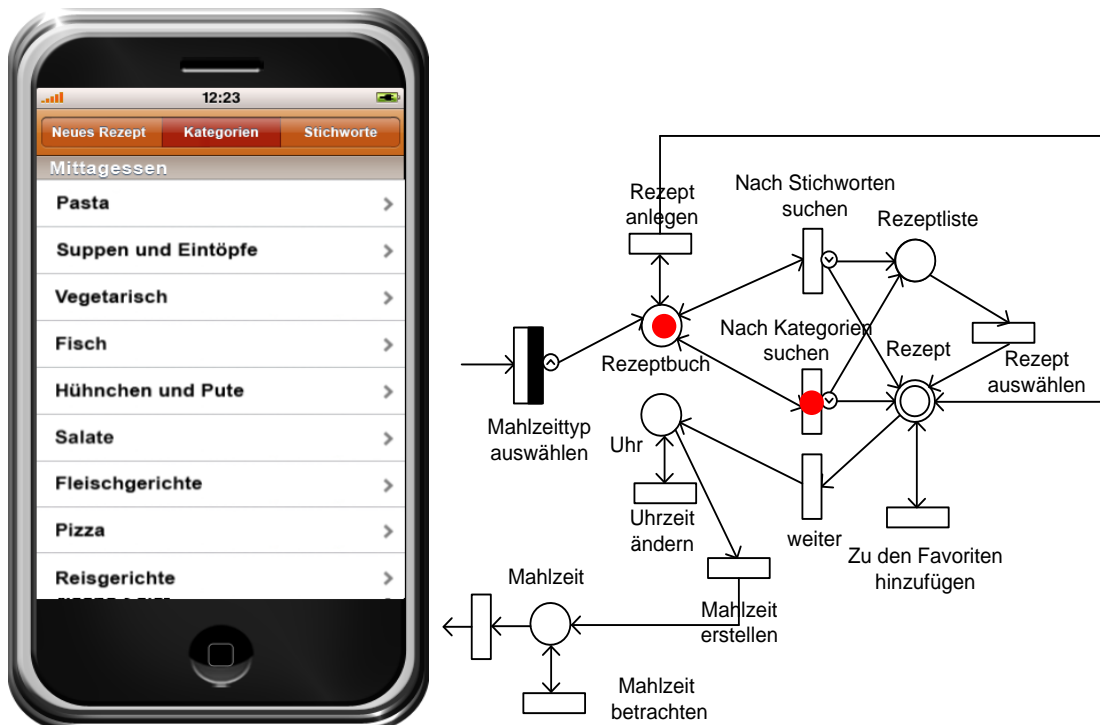 12:23
Neues Rezept Kategorien Stichworte
Mittagessen
Pasta
Suppen und Eintöpfe
Vegetarisch
Fisch
Hühnchen und Pute
Salate
Fleischgerichte
Pizza
Reisgerichte
Rezept
anlegen
Nach Stichworten
suchen
Rezeptliste
Rezeptbuch
Nach Kategorien
suchen
Rezept
Rezept
auswählen
Mahlzeittyp
auswählen
Uhr
Uhrzeit
ändern
weiter
Zu den Favoriten
hinzufügen
Mahlzeit
Mahlzeit
erstellen
Mahlzeit
betrachten